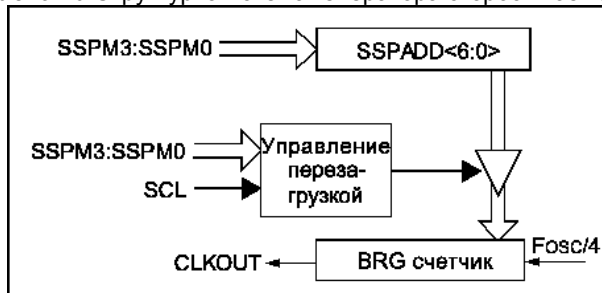 SSPM3:SSPM0
SSPADD<6:0>
SSPM3:SSPM0
SCL
Управление
переза-
грузкой
CLKOUT
BRG счетчик
Fosc/4